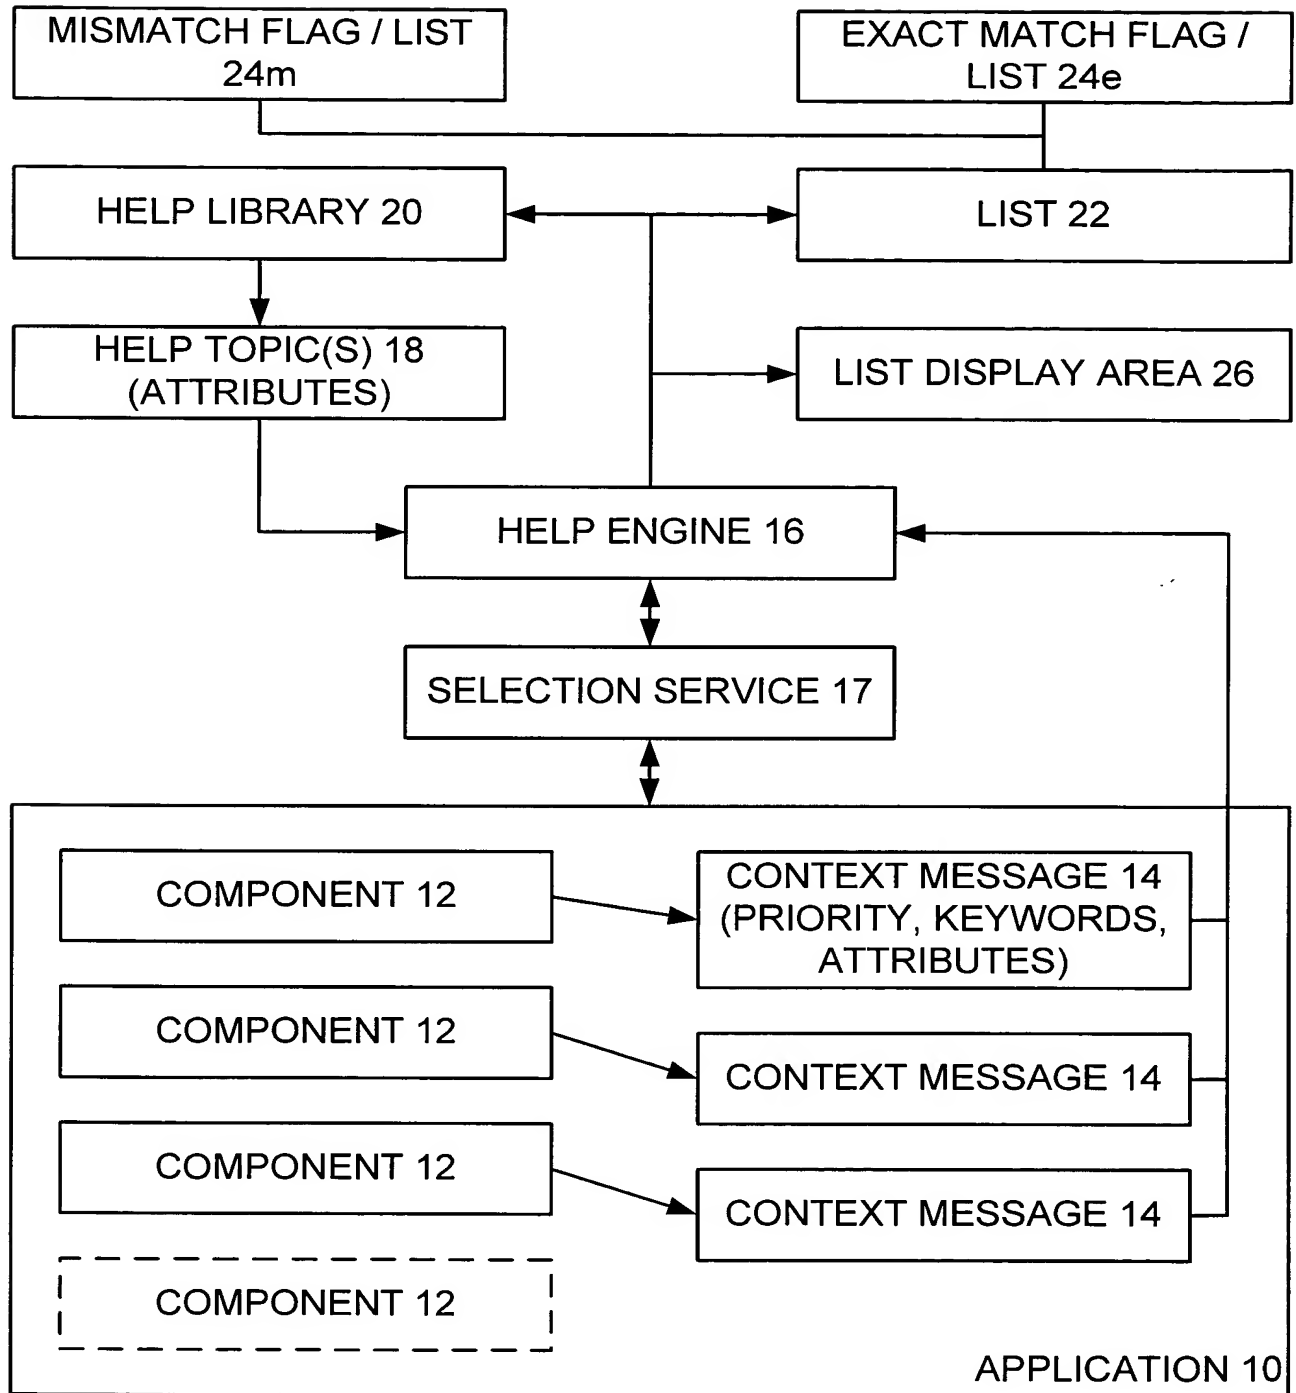 MISMATCH FLAG / LIST
24m
EXACT MATCH FLAG /
LIST 24e
HELP LIBRARY 20
LIST 22
HELP TOPIC(S) 18
(ATTRIBUTES)
LIST DISPLAY AREA 26
HELP ENGINE 16
SELECTION SERVICE 17
COMPONENT 12
CONTEXT MESSAGE 14
(PRIORITY, KEYWORDS,
ATTRIBUTES)
COMPONENT 12
CONTEXT MESSAGE 14
COMPONENT 12
CONTEXT MESSAGE 14
COMPONENT 12
APPLICATION 10